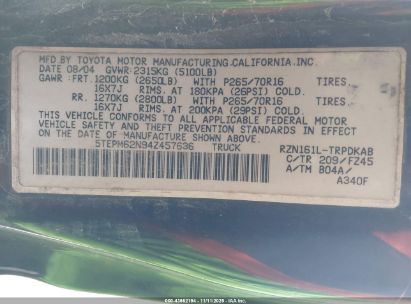 MFD. BY TOYOTA MOTOR MANUFACTURING, CALIFORNIA, INC.
DATE 08/04 GVWR 2315KG (5100LB)
GAWR: FRT. 1200KG (2650LB) WITH P265/70R16
TIRES, 16X7J RIMS. AT 180KPA (26PSI) COLD.
RR. 1270KG (2800LB) WITH P265/70R16
TIRES, 16X7J RIMS. AT 200KPA (29PSI) COLD.
THIS VEHICLE CONFORMS TO ALL APPLICABLE FEDERAL MOTOR
VEHICLE SAFETY AND THEFT PREVENTION STANDARDS IN EFFECT
ON THE DATE OF MANUFACTURE SHOWN ABOVE.
5TEPM62N94Z457636 TRUCK
RZN161L-TRPDKAB
C/TR 209/FZ45
A/TM B04A/
A340F